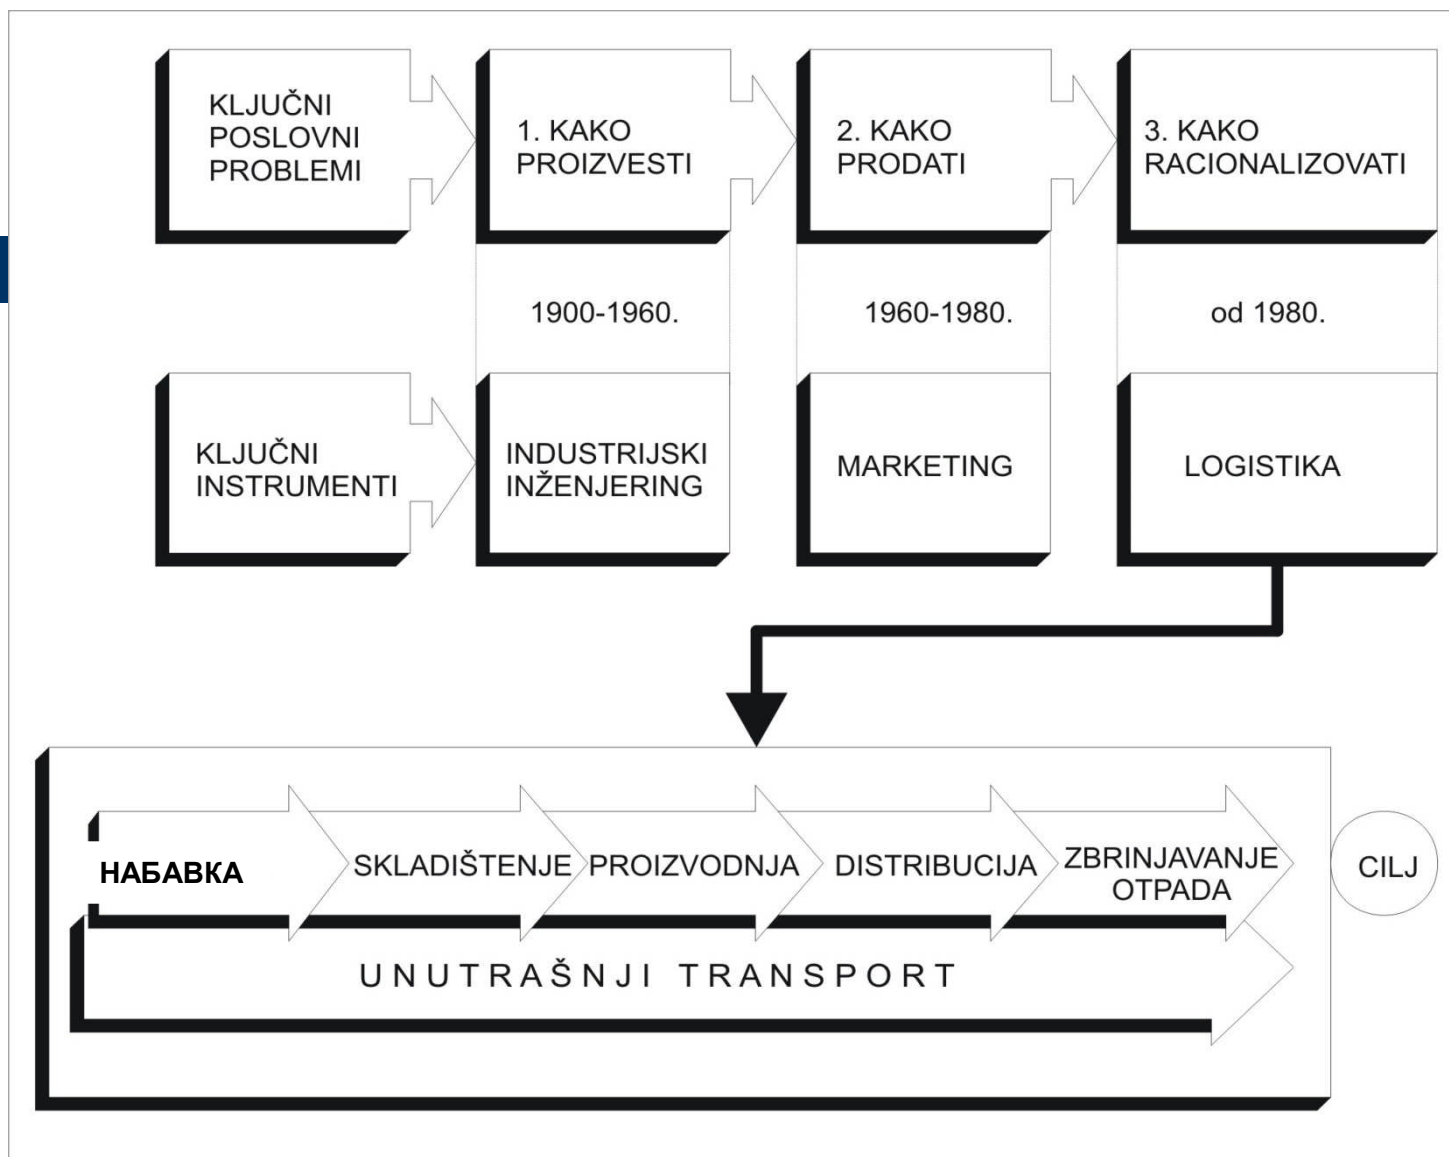 KLJUČNI
POSLOVNI
PROBLEMI
1. KAKO
PROIZVESTI
2. KAKO
PRODATI
3. KAKO
RACIONALIZOVATI
1900-1960.
1960-1980.
od 1980.
KLJUČNI
INSTRUMENTI
INDUSTRIJSKI
INŽENJERING
MARKETING
LOGISTIKA
НАБАВКА
SKLADIŠTENJE
PROIZVODNJA
DISTRIBUCIJA
ZBRINJAVANJE
OTPADA
CILJ
UNUTRAŠNJI TRANSPORT